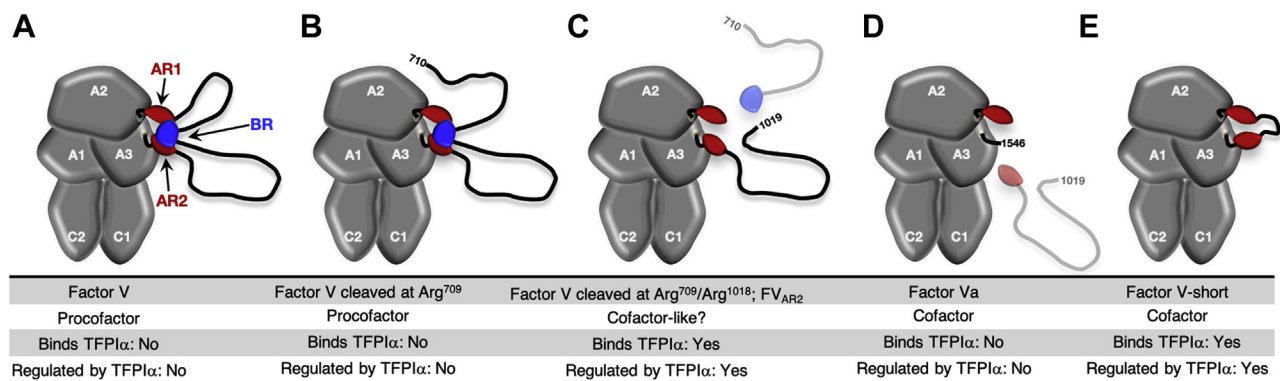 A
AR1
A2
BR
A1
A3
AR2
C2
C1
B
710
A2
A1
A3
C2
C1
C
710
A2
1019
A1
A3
C2
C1
D
A2
1546
A1
A3
1019
C2
C1
E
A2
A1
A3
C2
C1
Factor V
Procofactor
Binds TFPIα: No
Regulated by TFPIα: No
Factor V cleaved at Arg⁷⁰⁹
Procofactor
Binds TFPIα: No
Regulated by TFPIα: No
Factor V cleaved at Arg⁷⁰⁹/Arg¹⁰¹⁸; FV_AR2
Cofactor-like?
Binds TFPIα: Yes
Regulated by TFPIα: Yes
Factor Va
Cofactor
Binds TFPIα: No
Regulated by TFPIα: No
Factor V-short
Cofactor
Binds TFPIα: Yes
Regulated by TFPIα: Yes